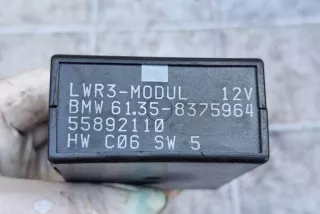 LWR3-MODUL 12V
BMW 61.35-8375964
55892110
HW C06 SW 5